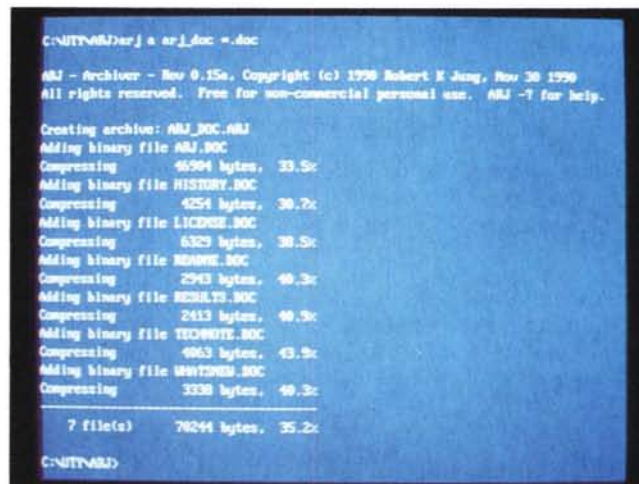 C:\UTY\ARJ>arj a arj_doc *.doc
ARJ - Archiver - Rev 0.15a, Copyright (c) 1990 Robert K Jung, Nov 30 1990
All rights reserved. Free for non-commercial personal use. ARJ -? for help.
Creating archive: ARJ_DOC.ARJ
Adding binary file ARJ.DOC
Compressing 46904 bytes, 33.5%
Adding binary file HISTORY.DOC
Compressing 4254 bytes, 30.7%
Adding binary file LICENSE.DOC
Compressing 6329 bytes, 38.5%
Adding binary file README.DOC
Compressing 2943 bytes, 40.3%
Adding binary file RESULTS.DOC
Compressing 2413 bytes, 40.9%
Adding binary file TECHNOTE.DOC
Compressing 4063 bytes, 43.9%
Adding binary file WHATSNEW.DOC
Compressing 3338 bytes, 40.3%
7 file(s) 70244 bytes, 35.2%
C:\UTY\ARJ>